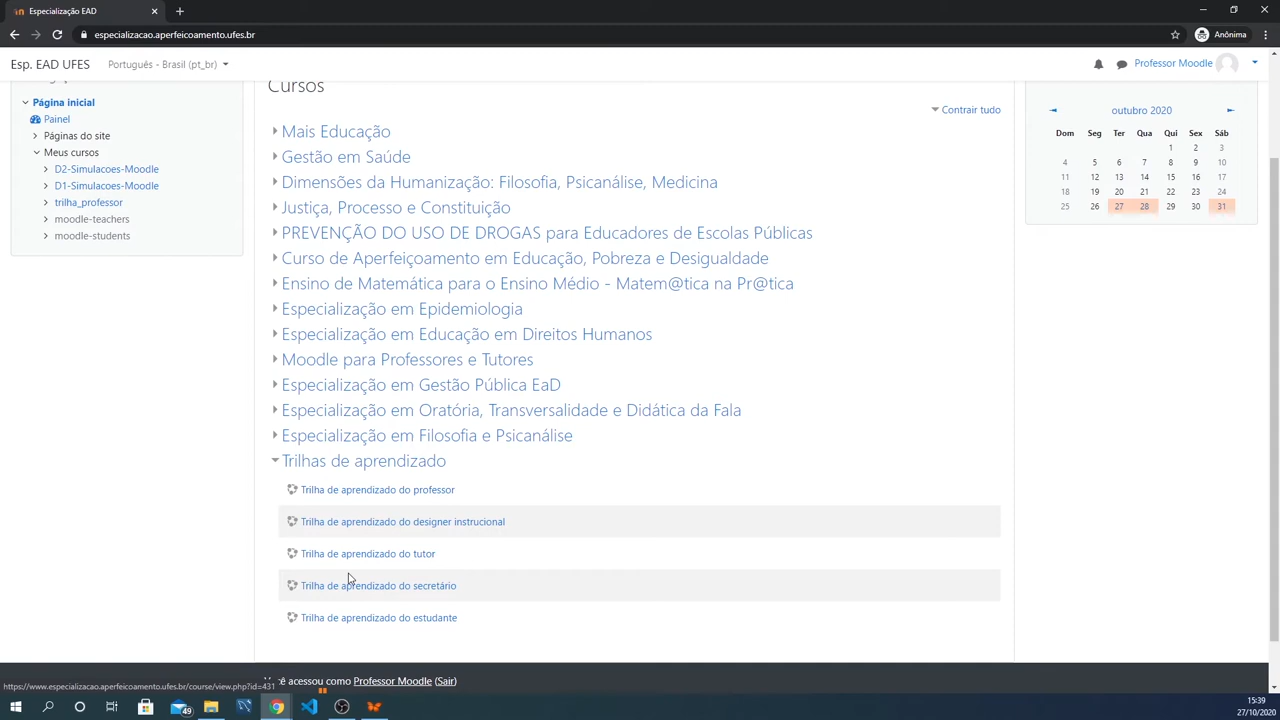 Especialização EAD
especializacao.aperfeicoamento.ufes.br
Anônima
Esp. EAD UFES
Português - Brasil (pt_br)
Professor Moodle
Página inicial
Painel
Páginas do site
Meus cursos
D2-Simulacoes-Moodle
D1-Simulacoes-Moodle
trilha_professor
moodle-teachers
moodle-students
Cursos
Contrair tudo
Mais Educação
Gestão em Saúde
Dimensões da Humanização: Filosofia, Psicanálise, Medicina
Justiça, Processo e Constituição
PREVENÇÃO DO USO DE DROGAS para Educadores de Escolas Públicas
Curso de Aperfeiçoamento em Educação, Pobreza e Desigualdade
Ensino de Matemática para o Ensino Médio - Matem@tica na Pr@tica
Especialização em Epidemiologia
Especialização em Educação em Direitos Humanos
Moodle para Professores e Tutores
Especialização em Gestão Pública EaD
Especialização em Oratória, Transversalidade e Didática da Fala
Especialização em Filosofia e Psicanálise
Trilhas de aprendizado
Trilha de aprendizado do professor
Trilha de aprendizado do designer instrucional
Trilha de aprendizado do tutor
Trilha de aprendizado do secretário
Trilha de aprendizado do estudante
outubro 2020
Dom Seg Ter Qua Qui Sex Sáb
1 2 3
4 5 6 7 8 9 10
11 12 13 14 15 16 17
18 19 20 21 22 23 24
25 26 27 28 29 30 31
acessou como Professor Moodle (Sair)
https://www.especializacao.aperfeicoamento.ufes.br/course/view.php?id=431
49
15:39
27/10/2020